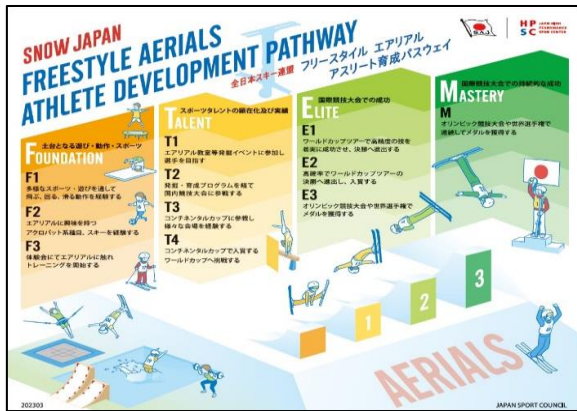 SNOW JAPAN
FREESTYLE AERIALS
ATHLETE DEVELOPMENT PATHWAY
全日本スキー連盟
フリースタイル エアリアル
アスリート育成パスウェイ
S.A.J
HP
SC
土台となる遊び・動作・スポーツ
FOUNDATION
F1
多様なスポーツ・遊びを通して
飛ぶ、回る、滑る動作を経験する
F2
エアリアルに興味を持つ
アクロバット系種目、スキーを経験する
F3
体験会にてエアリアルに触れ
トレーニングを開始する
スポーツタレントの顕在化及び実績
TALENT
T1
エアリアル教室等発掘イベントに参加し
選手を目指す
T2
発掘・育成プログラムを経て
国内競技大会に参戦する
T3
コンチネンタルカップに参戦し
様々な会場を経験する
T4
コンチネンタルカップで入賞する
ワールドカップへ挑戦する
国際競技大会での成功
ELITE
E1
ワールドカップツアーで高難度の技を
着実に成功させ、決勝へ進出する
E2
高確率でワールドカップツアーの
決勝へ進出し、入賞する
E3
オリンピック競技大会や世界選手権で
メダルを獲得する
国際競技大会での持続的な成功
MASTERY
M
オリンピック競技大会や世界選手権で
連続してメダルを獲得する
1
2
3
AERIALS
202303
JAPAN SPORT COUNCIL